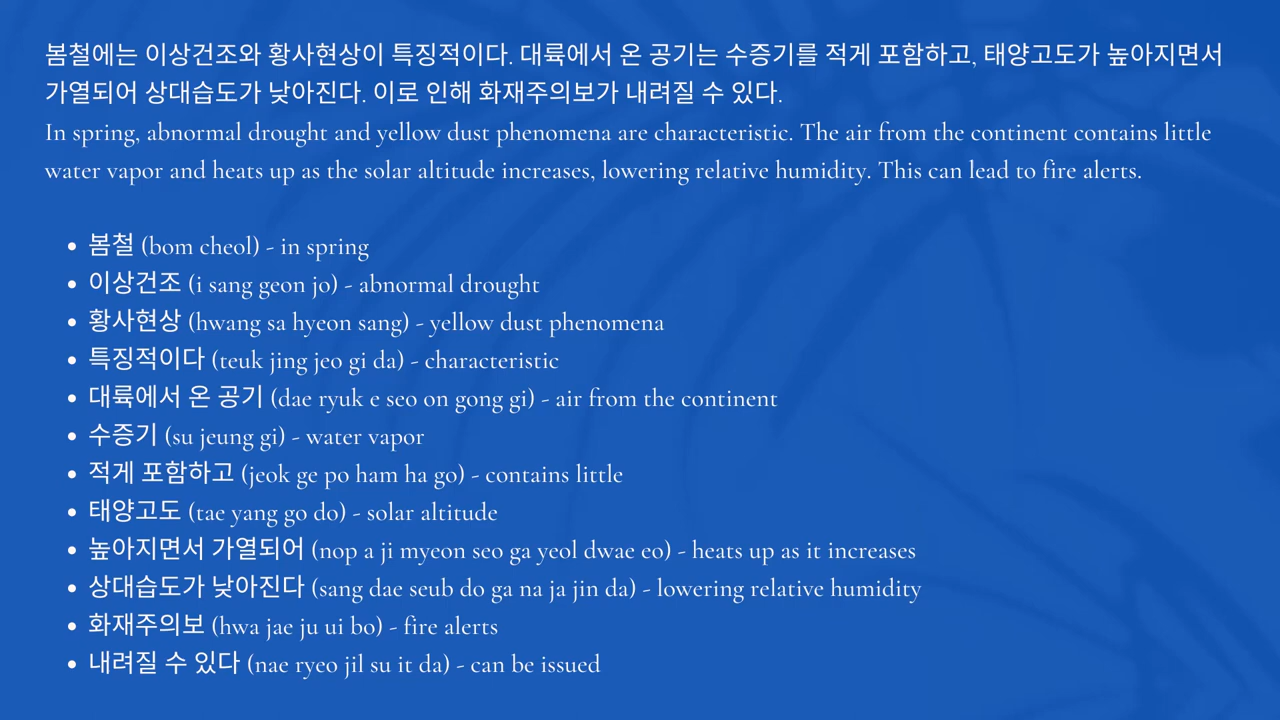 봄철에는 이상건조와 황사현상이 특징적이다. 대륙에서 온 공기는 수증기를 적게 포함하고, 태양고도가 높아지면서
가열되어 상대습도가 낮아진다. 이로 인해 화재주의보가 내려질 수 있다.
In spring, abnormal drought and yellow dust phenomena are characteristic. The air from the continent contains little
water vapor and heats up as the solar altitude increases, lowering relative humidity. This can lead to fire alerts.
• 봄철 (bom cheol) - in spring
• 이상건조 (i sang geon jo) - abnormal drought
• 황사현상 (hwang sa hyeon sang) - yellow dust phenomena
• 특징적이다 (teuk jing jeo gi da) - characteristic
• 대륙에서 온 공기 (dae ryuk e seo on gong gi) - air from the continent
• 수증기 (su jeung gi) - water vapor
• 적게 포함하고 (jeok ge po ham ha go) - contains little
• 태양고도 (tae yang go do) - solar altitude
• 높아지면서 가열되어 (nop a ji myeon seo ga yeol dwae eo) - heats up as it increases
• 상대습도가 낮아진다 (sang dae seub do ga na ja jin da) - lowering relative humidity
• 화재주의보 (hwa jae ju ui bo) - fire alerts
• 내려질 수 있다 (nae ryeo jil su it da) - can be issued